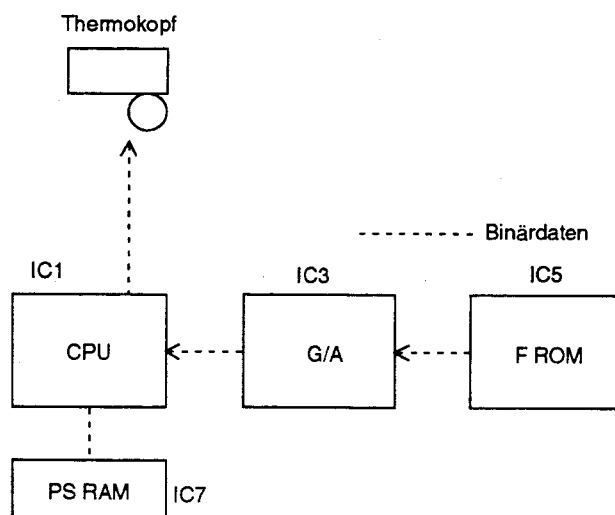 Thermokopf
Binärdaten
IC1
IC3
IC5
CPU
G/A
F ROM
PS RAM
IC7